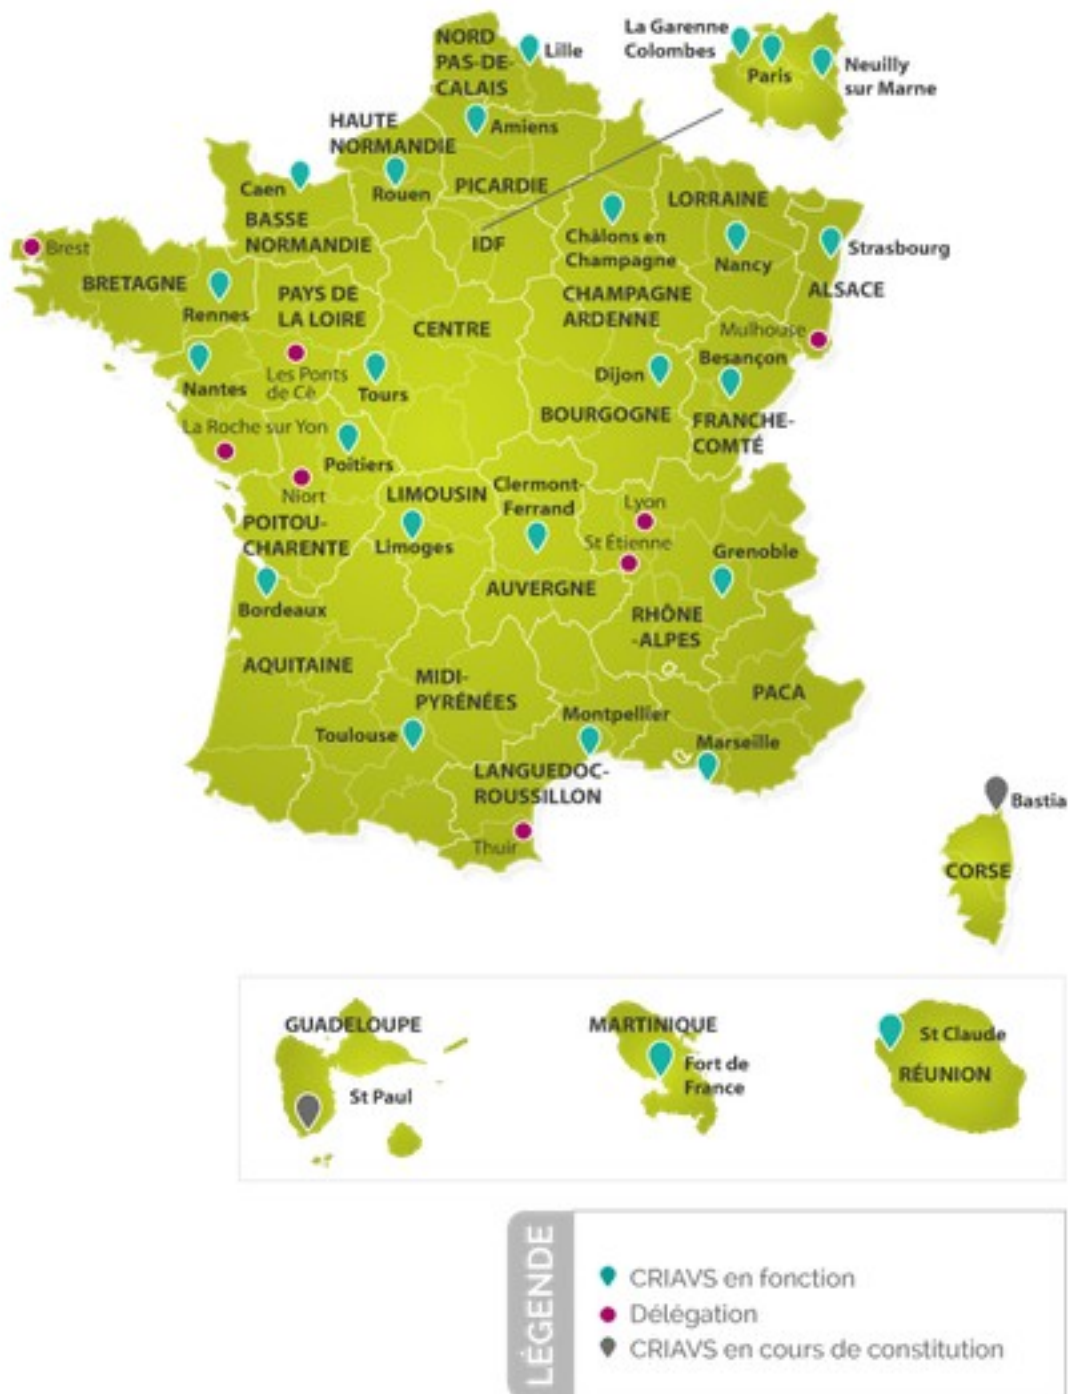 NORD
PAS-DE-
CALAIS
Lille
La Garenne
Colombes
Paris
Neuilly
sur Marne
HAUTE
NORMANDIE
Amiens
Caen
Rouen
PICARDIE
LORRAINE
BASSE
NORMANDIE
IDF
Châlons en
Champagne
Nancy
Strasbourg
Brest
BRETAGNE
Rennes
PAYS DE
LA LOIRE
CENTRE
CHAMPAGNE
ARDENNE
ALSACE
Mulhouse
Nantes
Les Ponts
de Cè
Tours
Dijon
Besançon
BOURGOGNE
FRANCHE-
COMTÉ
La Roche sur Yon
Poitiers
Niort
LIMOUSIN
Clermont-
Ferrand
Lyon
POITOU-
CHARENTE
Limoges
St Étienne
Grenoble
Bordeaux
AUVERGNE
RHÔNE
-ALPES
AQUITAINE
MIDI-
PYRÉNÉES
PACA
Toulouse
Montpellier
Marseille
LANGUEDOC-
ROUSSILLON
Thuir
Bastia
CORSE
GUADELOUPE
St Paul
MARTINIQUE
Fort de
France
St Claude
RÉUNION
LÉGENDE
CRIAVS en fonction
Délégation
CRIAVS en cours de constitution